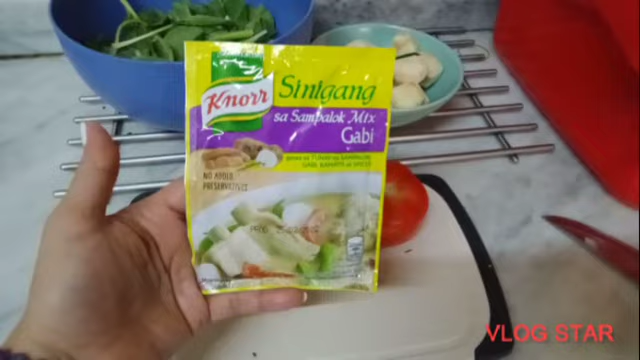 Knorr
Sinigang
sa Sampalok Mix
Gabi
NO ADDED
PRESERVATIVES
VLOG STAR